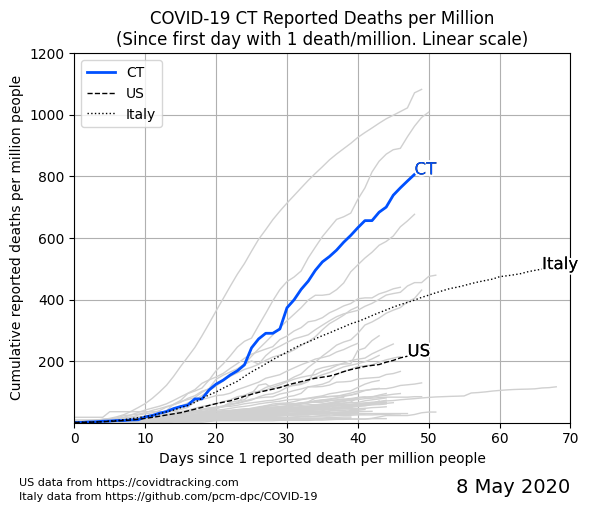 COVID-19 CT Reported Deaths per Million
(Since first day with 1 death/million. Linear scale)
Cumulative reported deaths per million people
1200
1000
800
600
400
200
CT
US
Italy
CT
Italy
US
0
10
20
30
40
50
60
70
Days since 1 reported death per million people
US data from https://covidtracking.com
Italy data from https://github.com/pcm-dpc/COVID-19
8 May 2020